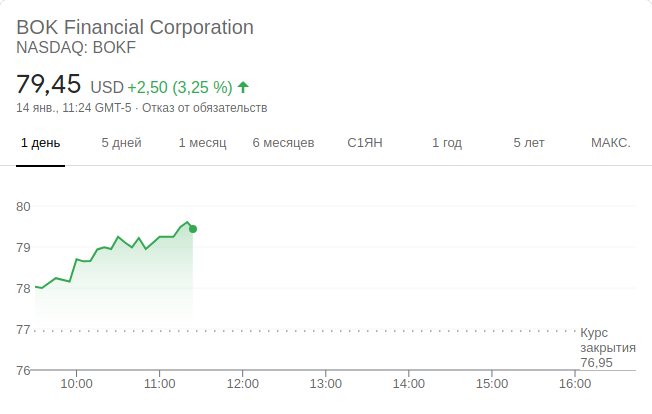 BOK Financial Corporation
NASDAQ: BOKF
79,45 USD +2,50 (3,25 %)
14 янв., 11:24 GMT-5 · Отказ от обязательств
1 день 5 дней 1 месяц 6 месяцев С1ЯН 1 год 5 лет МАКС.
80
79
78
77
Курс
закрытия
76,95
76
10:00 11:00 12:00 13:00 14:00 15:00 16:00